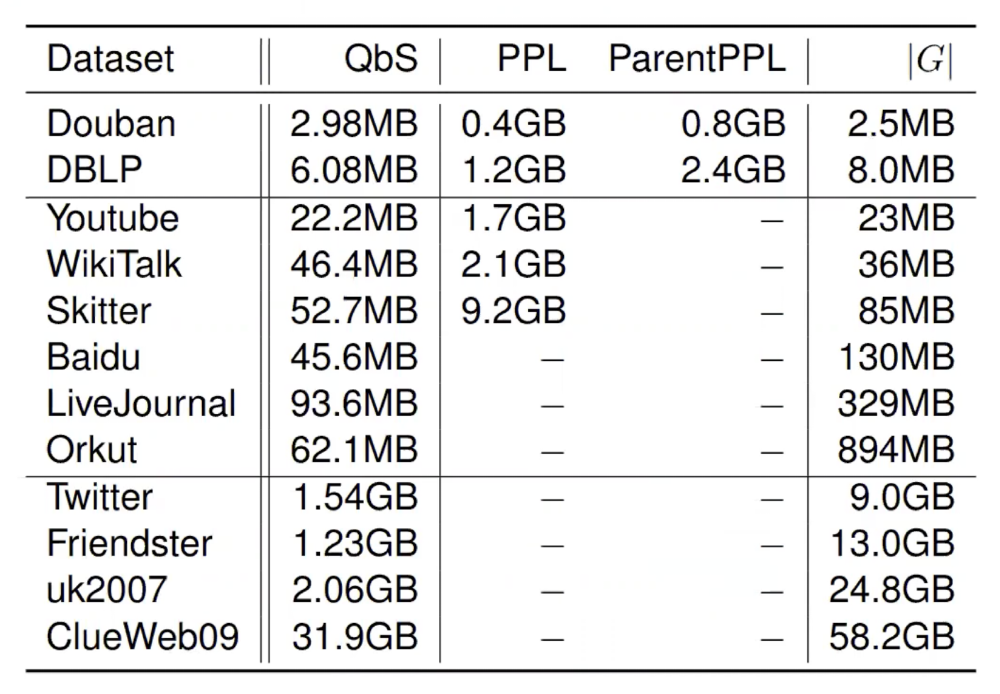 Dataset QbS PPL ParentPPL |G|
Douban 2.98MB 0.4GB 0.8GB 2.5MB
DBLP 6.08MB 1.2GB 2.4GB 8.0MB
Youtube 22.2MB 1.7GB – 23MB
WikiTalk 46.4MB 2.1GB – 36MB
Skitter 52.7MB 9.2GB – 85MB
Baidu 45.6MB – – 130MB
LiveJournal 93.6MB – – 329MB
Orkut 62.1MB – – 894MB
Twitter 1.54GB – – 9.0GB
Friendster 1.23GB – – 13.0GB
uk2007 2.06GB – – 24.8GB
ClueWeb09 31.9GB – – 58.2GB